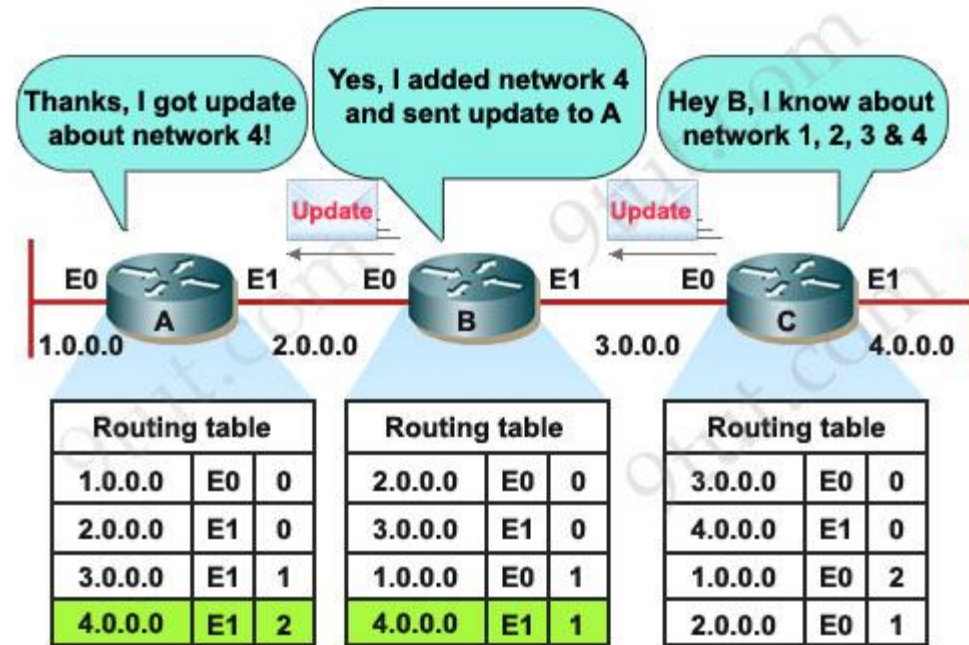 Thanks, I got update
about network 4!
Yes, I added network 4
and sent update to A
Hey B, I know about
network 1, 2, 3 & 4
Update
Update
E0
A
E1
E0
B
E1
E0
C
E1
1.0.0.0
2.0.0.0
3.0.0.0
4.0.0.0
Routing table
1.0.0.0 E0 0
2.0.0.0 E1 0
3.0.0.0 E1 1
4.0.0.0 E1 2
Routing table
2.0.0.0 E0 0
3.0.0.0 E1 0
1.0.0.0 E0 1
4.0.0.0 E1 1
Routing table
3.0.0.0 E0 0
4.0.0.0 E1 0
1.0.0.0 E0 2
2.0.0.0 E0 1
9tut.com
9tut.com
9tut.com